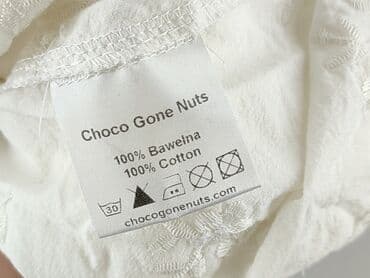 Choco Gone Nuts
100% Bawełna
100% Cotton
30
chocogonenuts.com